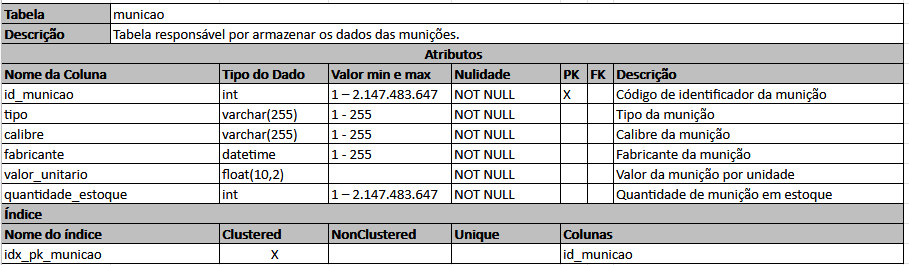 Tabela municao
Descrição Tabela responsável por armazenar os dados das munições.
Atributos
Nome da Coluna Tipo do Dado Valor min e max Nulidade PK FK Descrição
id_municao int 1 – 2.147.483.647 NOT NULL X Código de identificador da munição
tipo varchar(255) 1 - 255 NOT NULL Tipo da munição
calibre varchar(255) 1 - 255 NOT NULL Calibre da munição
fabricante datetime 1 - 255 NOT NULL Fabricante da munição
valor_unitario float(10,2) NOT NULL Valor da munição por unidade
quantidade_estoque int 1 – 2.147.483.647 NOT NULL Quantidade de munição em estoque
Índice
Nome do índice Clustered NonClustered Unique Colunas
idx_pk_municao X id_municao